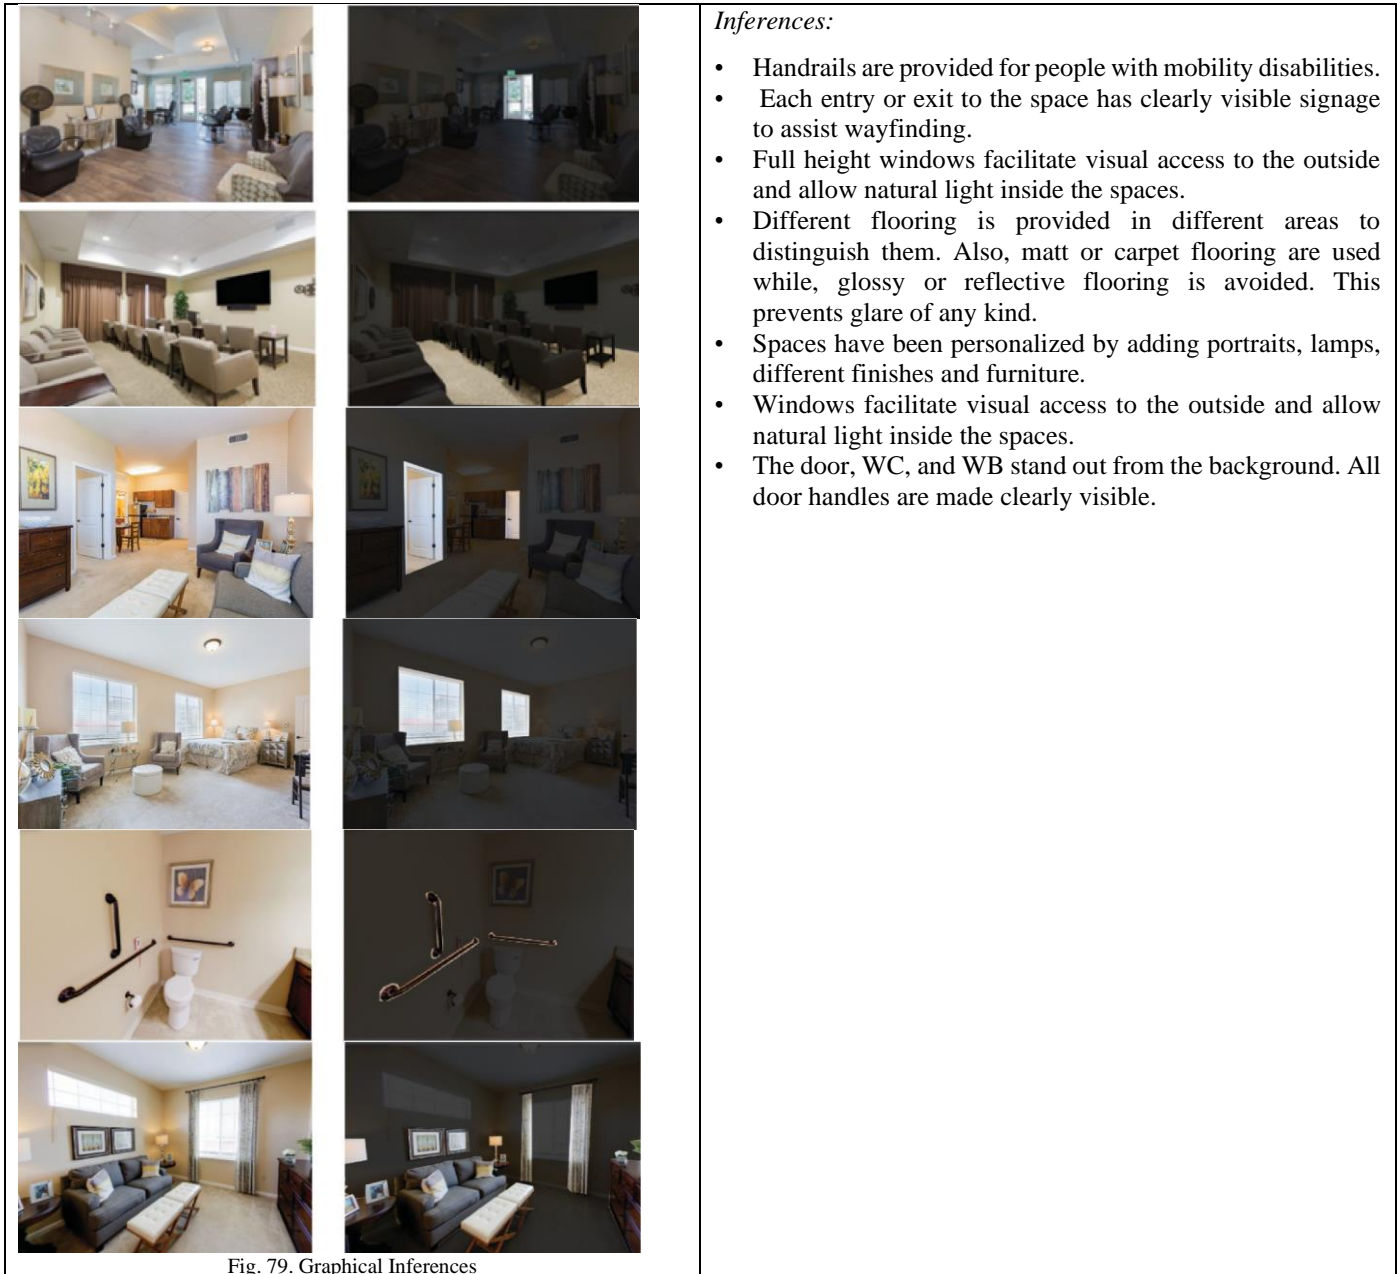 Inferences:
• Handrails are provided for people with mobility disabilities.
• Each entry or exit to the space has clearly visible signage
to assist wayfinding.
• Full height windows facilitate visual access to the outside
and allow natural light inside the spaces.
• Different flooring is provided in different areas to
distinguish them. Also, matt or carpet flooring are used
while, glossy or reflective flooring is avoided. This
prevents glare of any kind.
• Spaces have been personalized by adding portraits, lamps,
different finishes and furniture.
• Windows facilitate visual access to the outside and allow
natural light inside the spaces.
• The door, WC, and WB stand out from the background. All
door handles are made clearly visible.
Fig. 79. Graphical Inferences